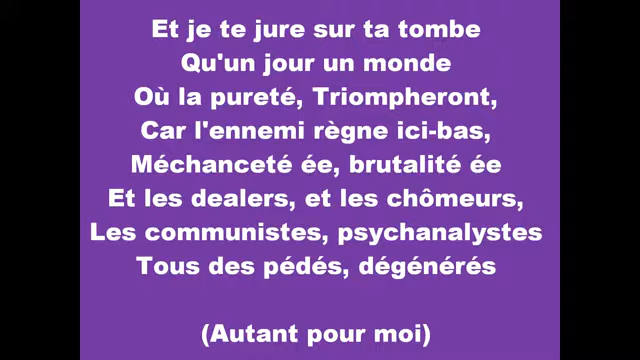 Et je te jure sur ta tombe
Qu'un jour un monde
Où la pureté, Triompheront,
Car l'ennemi règne ici-bas,
Méchanceté ée, brutalité ée
Et les dealers, et les chômeurs,
Les communistes, psychanalystes
Tous des pédés, dégénérés
(Autant pour moi)